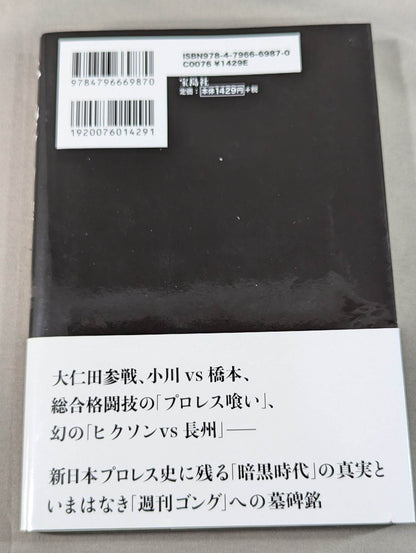 ISBN978-4-7966-6987-0
C0076 ¥1429E
9784796669870
宝島社
定価:本体1429円+税
1920076014291
大仁田参戦、小川vs橋本、
総合格闘技の「プロレス喰い」、
幻の「ヒクソンvs長州」――
新日本プロレス史に残る「暗黒時代」の真実と
いまはなき「週刊ゴング」への墓碑銘